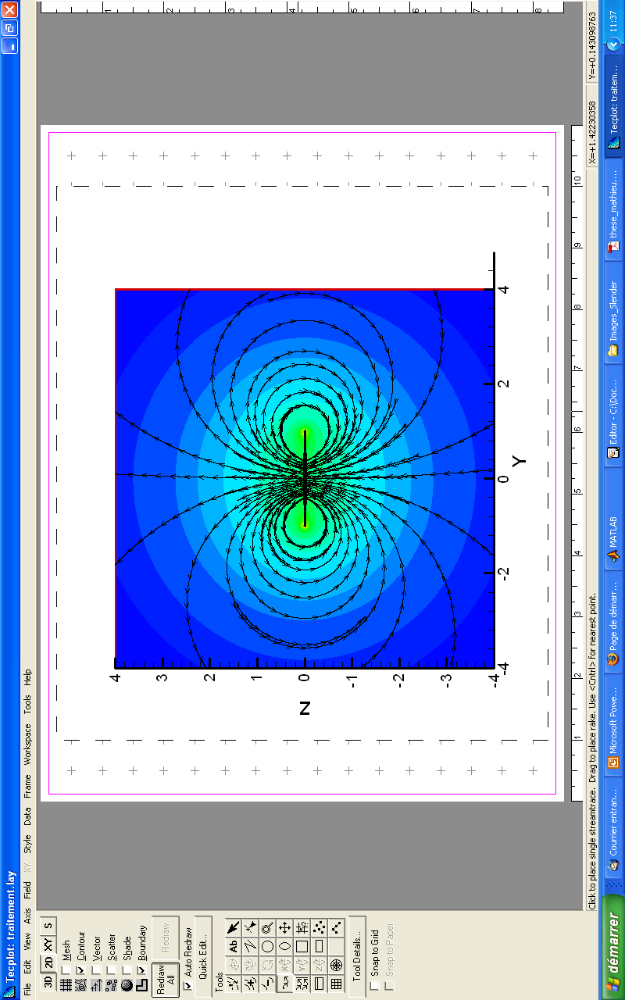 Tecplot: traitement.lay
File Edit View Axis Field XY Style Data Frame Workspace Tools Help
3D 2D XY S
Mesh
Contour
Vector
Scatter
Shade
Boundary
Redraw All
Redraw
Auto Redraw
Quick Edit...
Tools
Ab
Tool Details...
Snap to Grid
Snap to Paper
4
3
2
1
0
-1
-2
-3
-4
Z
-4 -2 0 2 4
Y
1 2 3 4 5 6 7 8 9 10
1 2 3 4 5 6 7 8
Click to place single streamtrace. Drag to place rake. Use <Cntrl> for nearest point.
X=+1.42230358
Y=+0.143098763
démarrer
Courrier entran...
Microsoft Powe...
Page de démarr...
MATLAB
Editor - C:\Doc...
Images_Slender
these_mathieu....
Tecplot: traitem...
11:37